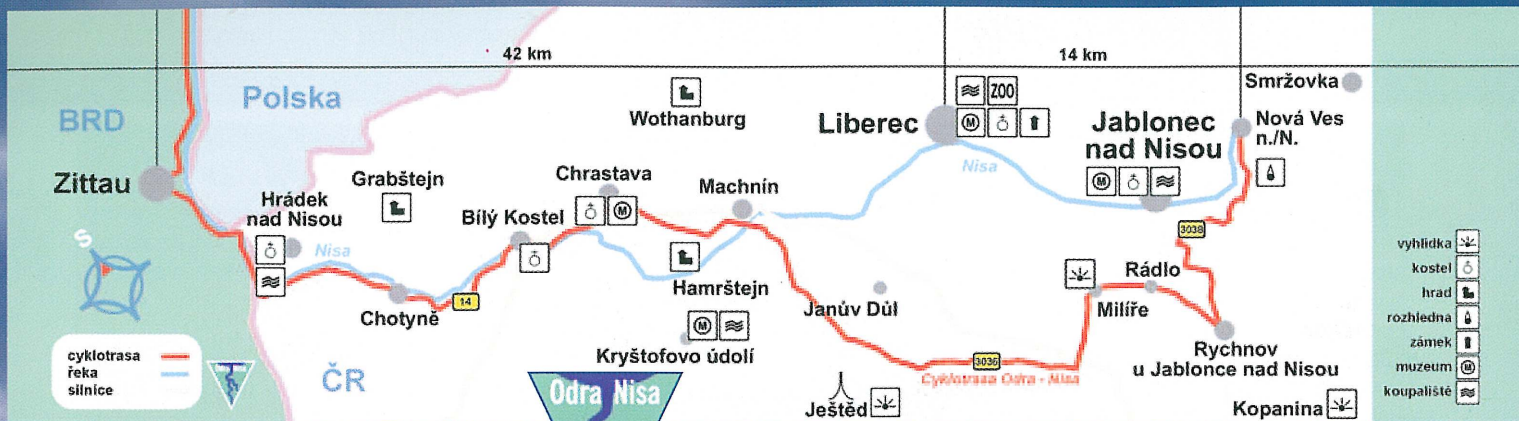 42 km
14 km
BRD
Polska
Wothanburg
ZOO
Liberec
Smržovka
Nová Ves
n./N.
Jablonec
nad Nisou
Zittau
Grabštejn
Chrastava
Machnín
Nisa
Hrádek
nad Nisou
Bílý Kostel
Nisa
S
M
M
M
3038
Chotyně
14
Hamrštejn
Janův Důl
Rádlo
Milíře
M
Kryštofovo údolí
3036
Cyklotrasa Odra - Nisa
Rychnov
u Jablonce nad Nisou
ČR
Odra Nisa
Ještěd
Kopanina
cyklotrasa
řeka
silnice
vyhlídka
kostel
hrad
rozhledna
zámek
muzeum
M
koupaliště